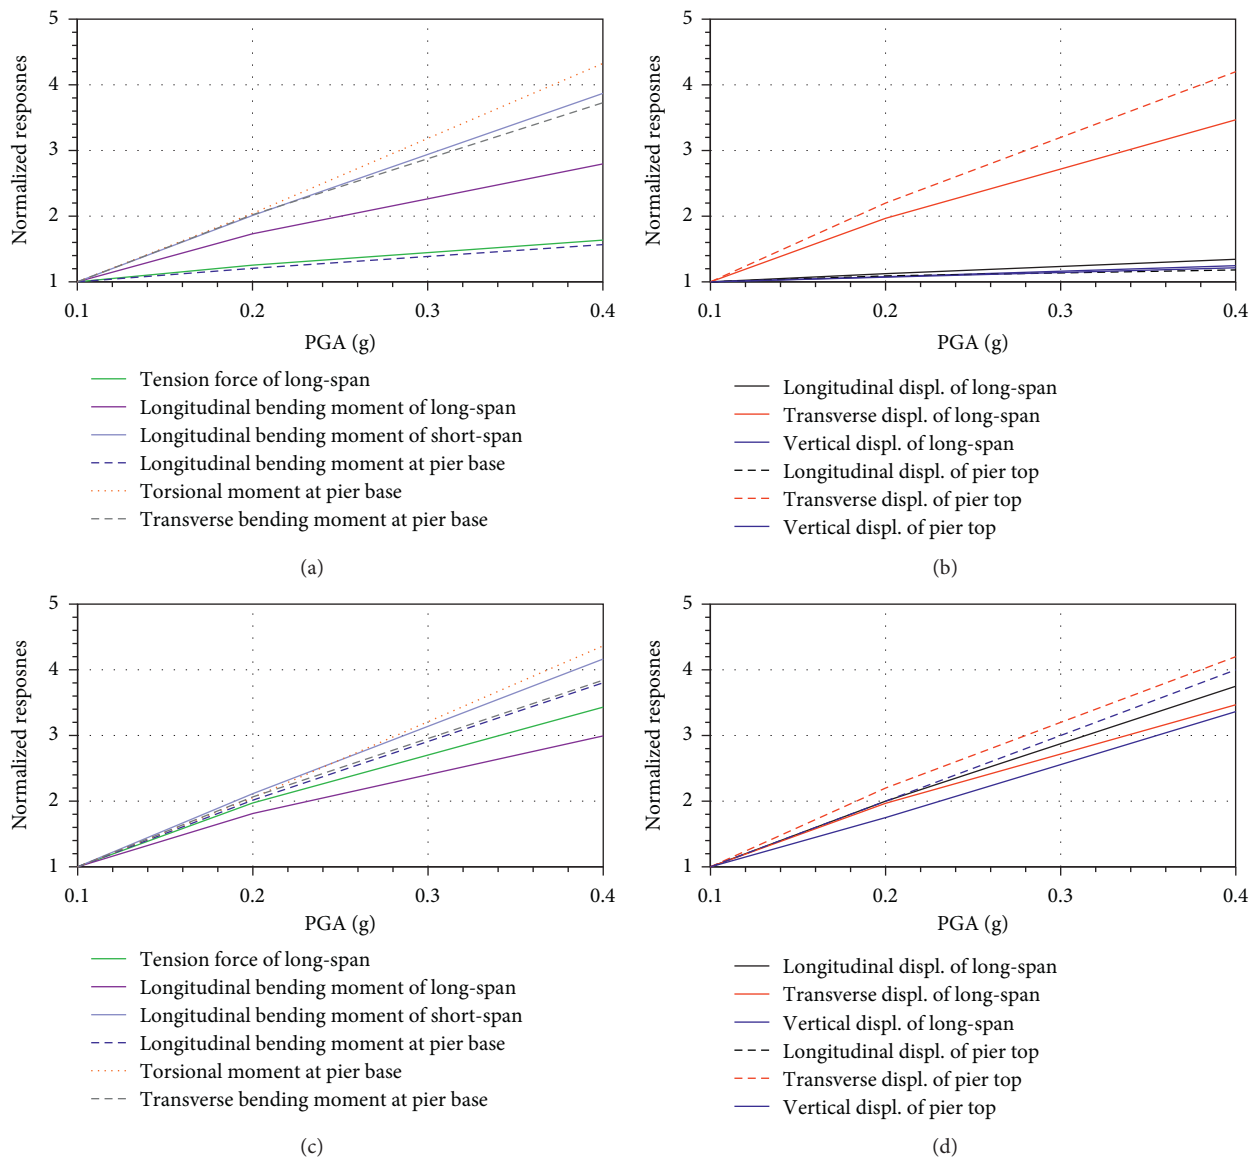 5
4
3
2
1
Normalized resposnes
0.1 0.2 0.3 0.4
PGA (g)
Tension force of long-span
Longitudinal bending moment of long-span
Longitudinal bending moment of short-span
Longitudinal bending moment at pier base
Torsional moment at pier base
Transverse bending moment at pier base
(a)
5
4
3
2
1
Normalized resposnes
0.1 0.2 0.3 0.4
PGA (g)
Longitudinal displ. of long-span
Transverse displ. of long-span
Vertical displ. of long-span
Longitudinal displ. of pier top
Transverse displ. of pier top
Vertical displ. of pier top
(b)
5
4
3
2
1
Normalized resposnes
0.1 0.2 0.3 0.4
PGA (g)
Tension force of long-span
Longitudinal bending moment of long-span
Longitudinal bending moment of short-span
Longitudinal bending moment at pier base
Torsional moment at pier base
Transverse bending moment at pier base
(c)
5
4
3
2
1
Normalized resposnes
0.1 0.2 0.3 0.4
PGA (g)
Longitudinal displ. of long-span
Transverse displ. of long-span
Vertical displ. of long-span
Longitudinal displ. of pier top
Transverse displ. of pier top
Vertical displ. of pier top
(d)